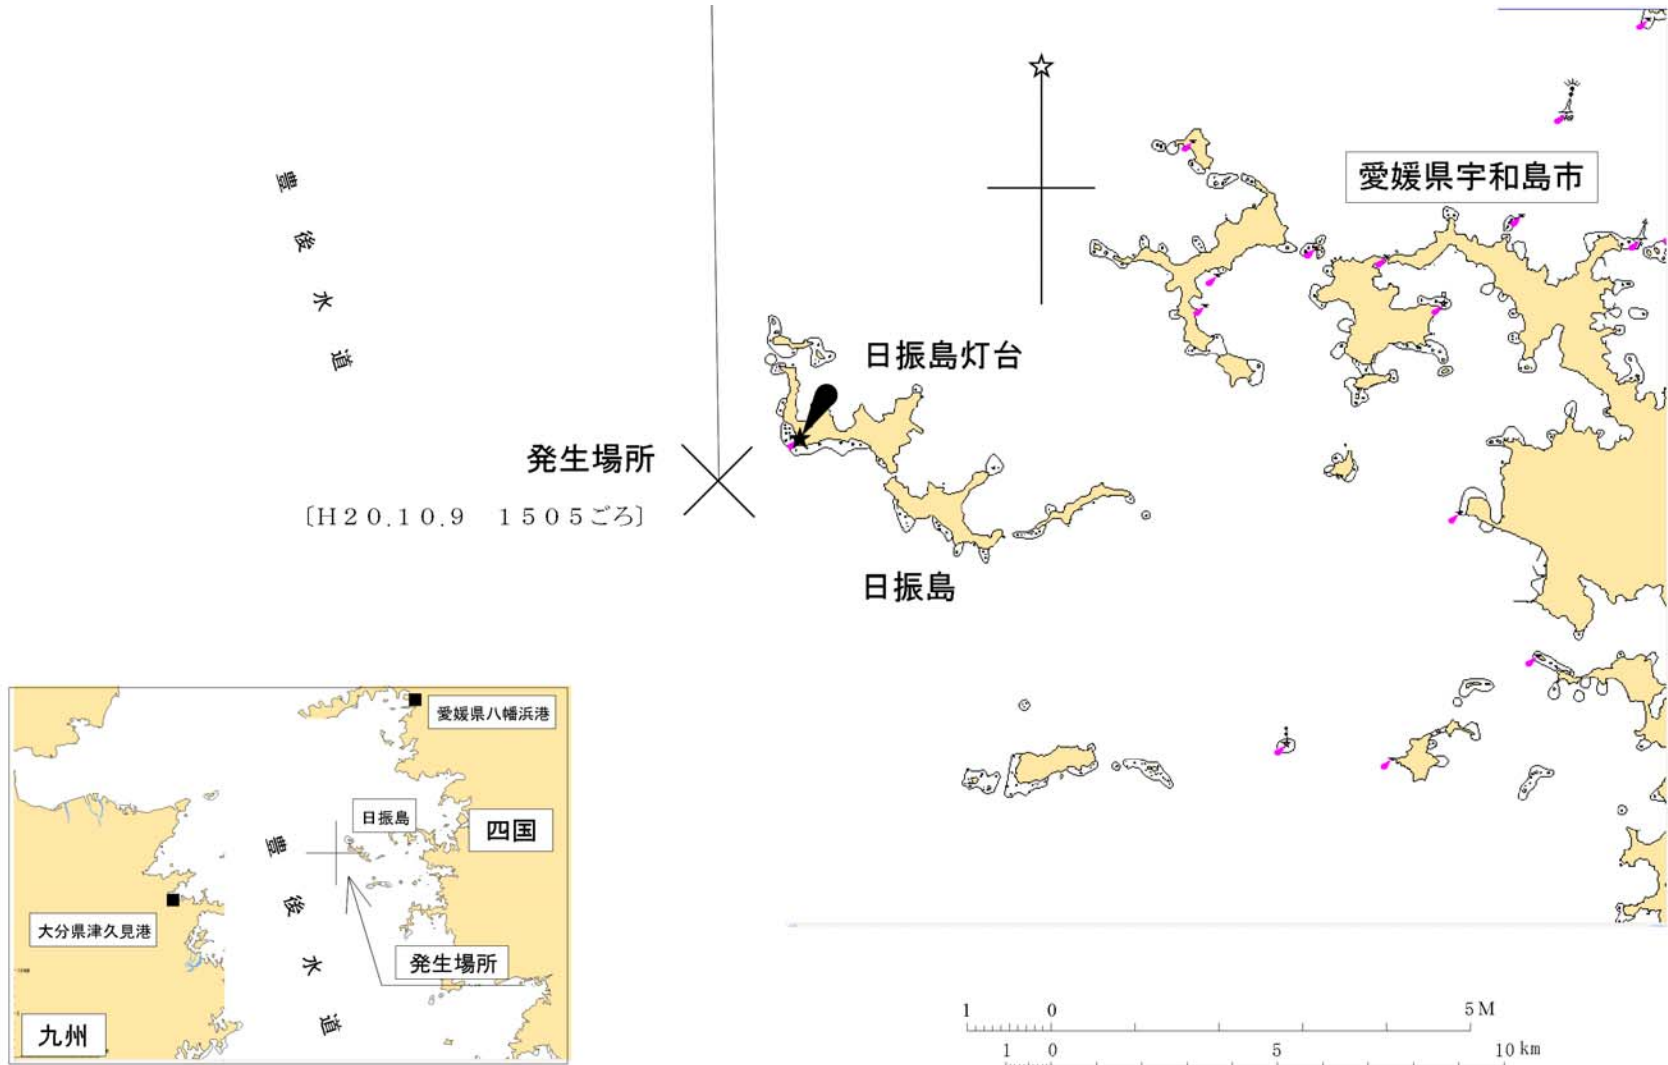 愛媛県宇和島市
豊後水道
日振島灯台
発生場所
〔H20.10.9 1505ごろ〕
日振島
愛媛県八幡浜港
日振島
四国
豊後水道
大分県津久見港
発生場所
九州
1 0 5M
1 0 5 10km